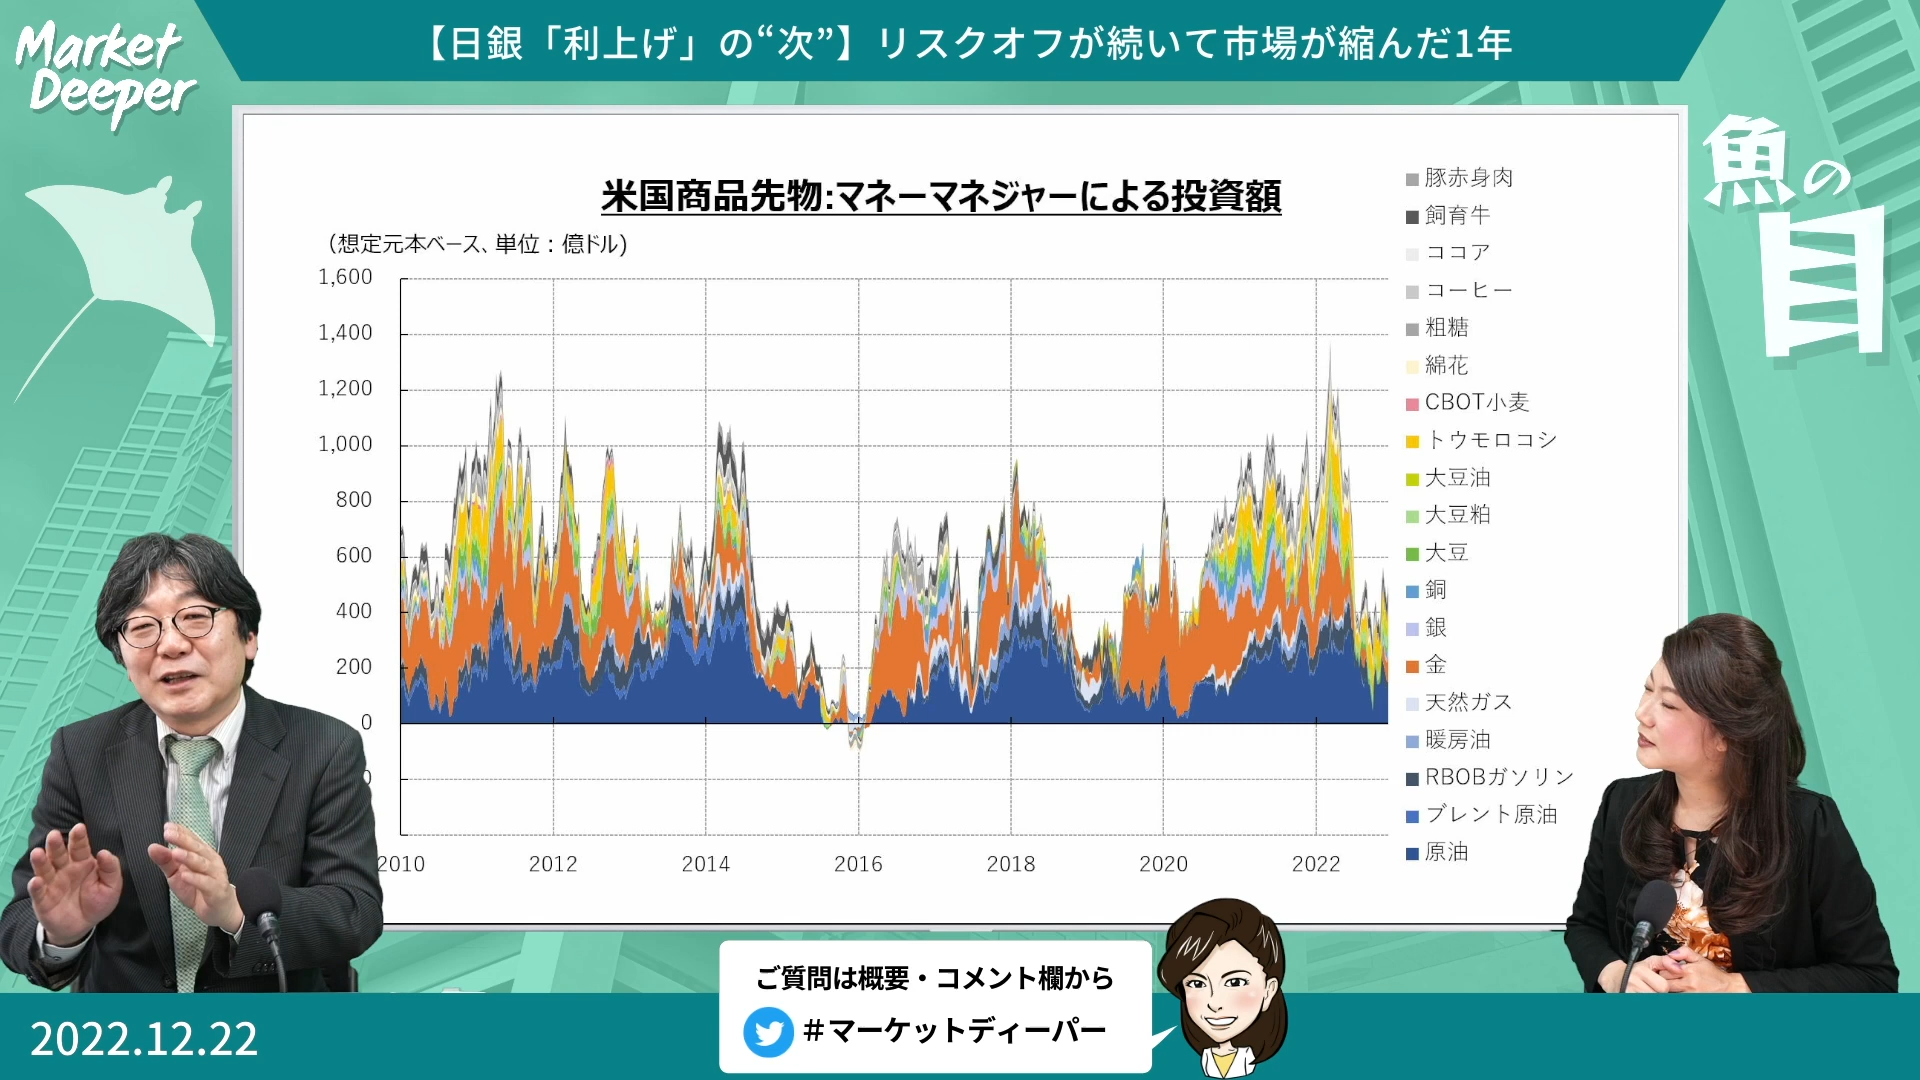 Market
Deeper
【日銀「利上げ」の“次”】リスクオフが続いて市場が縮んだ1年
魚の
目
米国商品先物:マネーマネジャーによる投資額
（想定元本ベース、単位：億ドル)
1,600
1,400
1,200
1,000
800
600
400
200
0
2010
2012
2014
2016
2018
2020
2022
豚赤身肉
飼育牛
ココア
コーヒー
粗糖
綿花
CBOT小麦
トウモロコシ
大豆油
大豆粕
大豆
銅
銀
金
天然ガス
暖房油
RBOBガソリン
ブレント原油
原油
ご質問は概要・コメント欄から
＃マーケットディーパー
2022.12.22